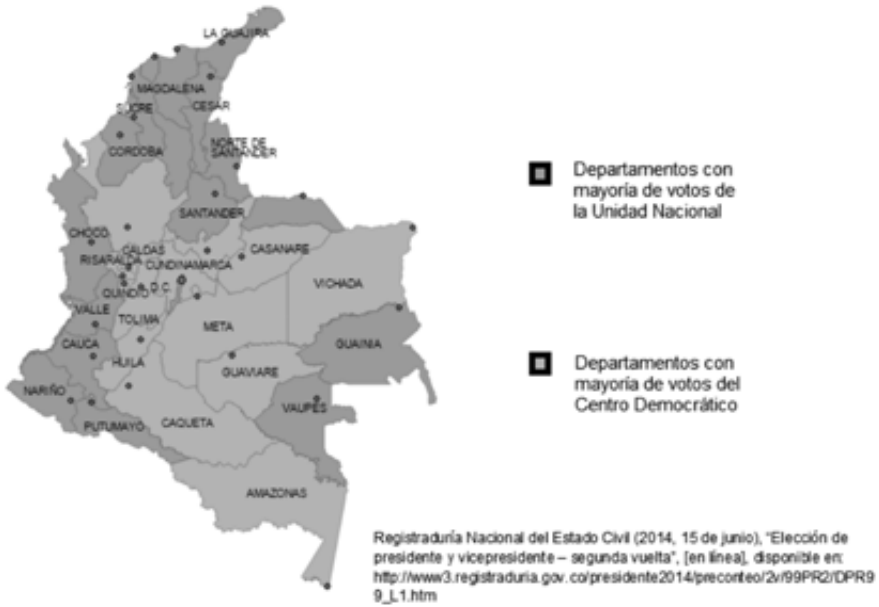 LA GUAJIRA
MAGDALENA
CESAR
SUCRE
NORTE DE
SANTANDER
CORDOBA
SANTANDER
CHOCO
CALDAS
CASANARE
RISARALDA
CUNDINAMARCA
QUINDIO
D.C.
VICHADA
VALLE
TOLIMA
META
CAUCA
GUAINIA
HUILA
GUAVIARE
NARIÑO
VAUPES
PUTUMAYO
CAQUETA
AMAZONAS
Departamentos con
mayoría de votos de
la Unidad Nacional
Departamentos con
mayoría de votos del
Centro Democrático
Registraduría Nacional del Estado Civil (2014, 15 de junio), "Elección de
presidente y vicepresidente – segunda vuelta", [en línea], disponible en:
http://www3.registraduria.gov.co/presidente2014/preconteo/2v/99PR2/DPR9
9_L1.htm